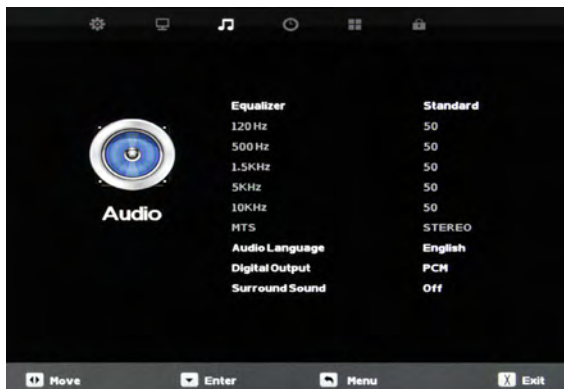 Equalizer Standard
120 Hz 50
500 Hz 50
1.5KHz 50
5KHz 50
10KHz 50
MTS STEREO
Audio Language English
Digital Output PCM
Surround Sound Off
Audio
Move Enter Menu Exit